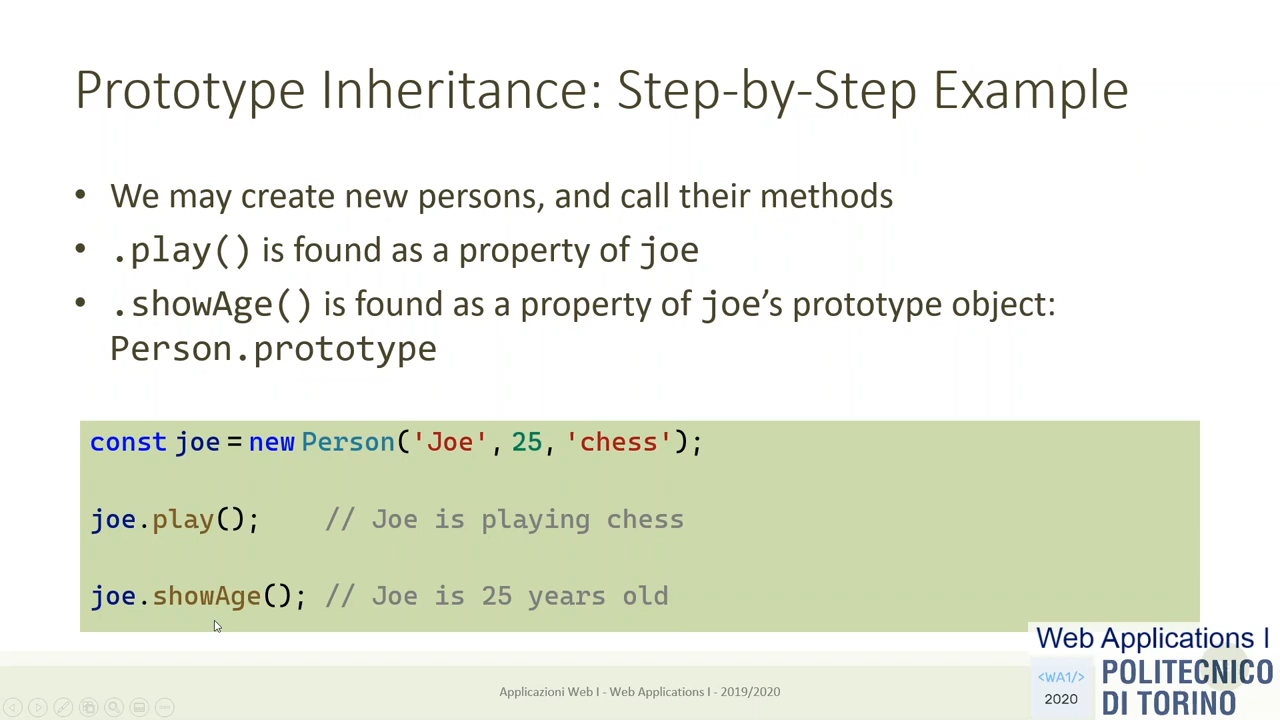 Prototype Inheritance: Step-by-Step Example
• We may create new persons, and call their methods
• .play() is found as a property of joe
• .showAge() is found as a property of joe’s prototype object:
Person.prototype
const joe = new Person('Joe', 25, 'chess');
joe.play();    // Joe is playing chess
joe.showAge(); // Joe is 25 years old
Applicazioni Web I - Web Applications I - 2019/2020
Web Applications I
<WA1/>
2020
POLITECNICO
DI TORINO